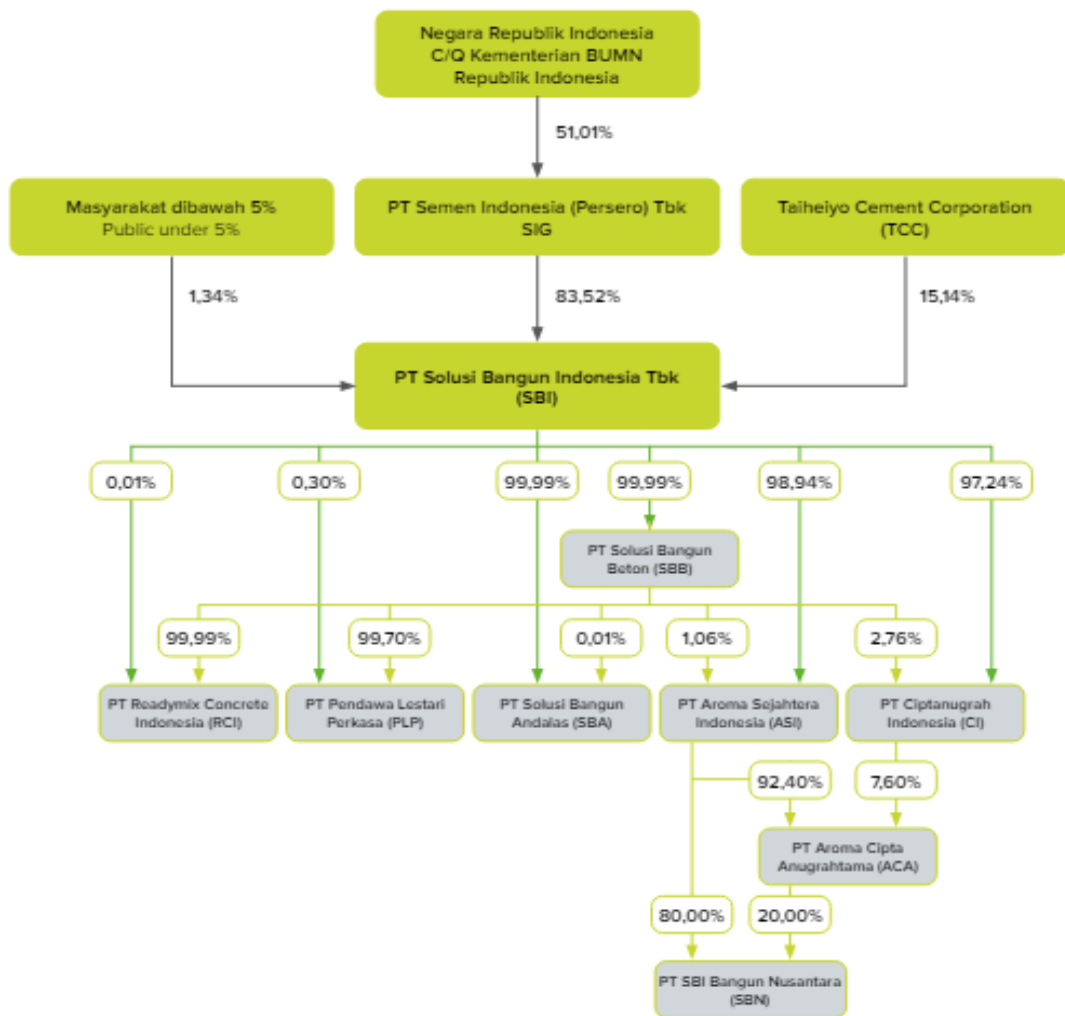 Negara Republik Indonesia
C/Q Kementerian BUMN
Republik Indonesia
51,01%
Masyarakat dibawah 5%
Public under 5%
PT Semen Indonesia (Persero) Tbk
SIG
Taiheiyo Cement Corporation
(TCC)
1,34%
83,52%
15,14%
PT Solusi Bangun Indonesia Tbk
(SBI)
0,01%
0,30%
99,99%
99,99%
98,94%
97,24%
PT Solusi Bangun
Beton (SBB)
99,99%
99,70%
0,01%
1,06%
2,76%
PT Readymix Concrete
Indonesia (RCI)
PT Pendawa Lestari
Perkasa (PLP)
PT Solusi Bangun
Andalas (SBA)
PT Aroma Sejahtera
Indonesia (ASI)
PT Ciptanugrah
Indonesia (CI)
92,40%
7,60%
PT Aroma Cipta
Anugrahtama (ACA)
80,00%
20,00%
PT SBI Bangun Nusantara
(SBN)